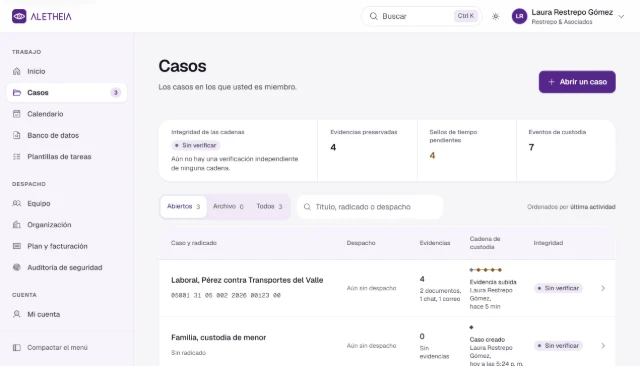 ALETHEIA
Buscar
Ctrl K
LR
Laura Restrepo Gómez
Restrepo & Asociados
TRABAJO
Inicio
Casos 3
Calendario
Banco de datos
Plantillas de tareas
DESPACHO
Equipo
Organización
Plan y facturación
Auditoría de seguridad
CUENTA
Mi cuenta
Compactar el menú
Casos
Los casos en los que usted es miembro.
+ Abrir un caso
Integridad de las cadenas
Sin verificar
Aún no hay una verificación independiente
de ninguna cadena.
Evidencias preservadas
4
Sellos de tiempo
pendientes
4
Eventos de custodia
7
Abiertos 3
Archivo 0
Todos 3
Título, radicado o despacho
Ordenados por última actividad
Caso y radicado
Despacho
Evidencias
Cadena de
custodia
Integridad
Laboral, Pérez contra Transportes del Valle
05001 31 05 002 2026 00123 00
Aún sin despacho
4
2 documentos,
1 chat, 1 correo
Evidencia subida
Laura Restrepo
Gómez,
hace 5 min
Sin verificar
Familia, custodia de menor
Sin radicado
Aún sin despacho
0
Sin
evidencias
Caso creado
Laura Restrepo
Gómez,
hoy a las 5:24 p. m.
Sin verificar